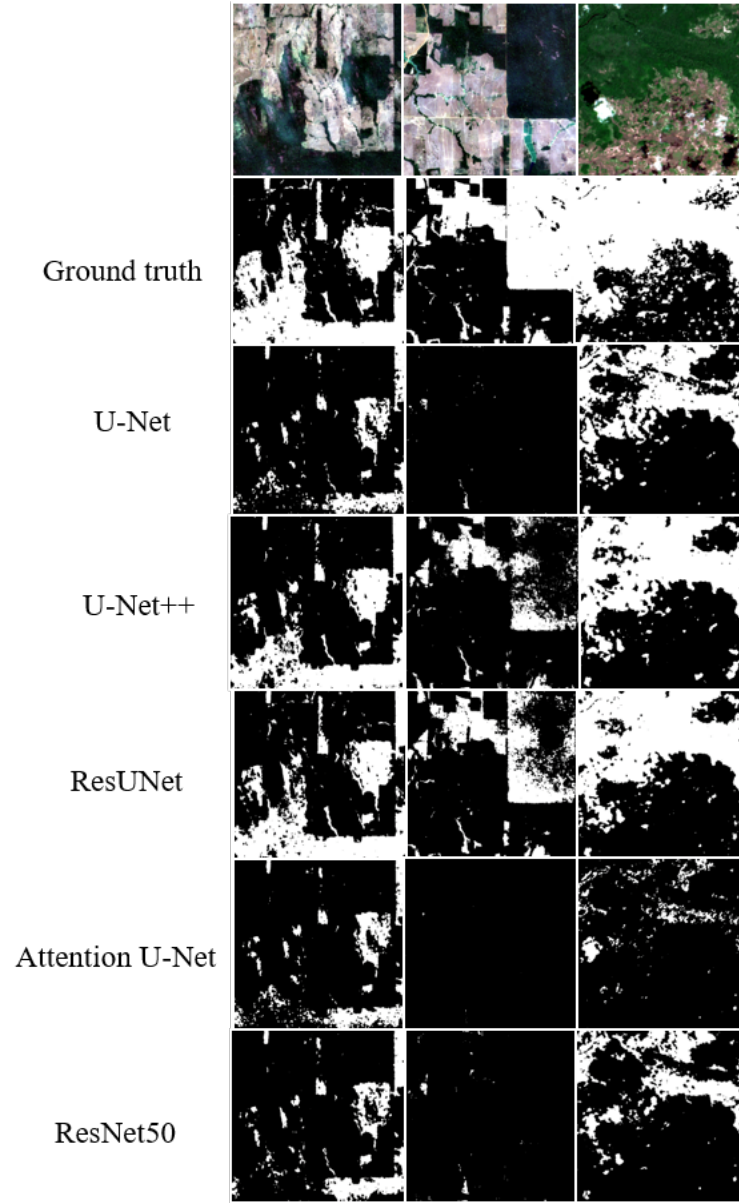 Ground truth
U-Net
U-Net++
ResUNet
Attention U-Net
ResNet50